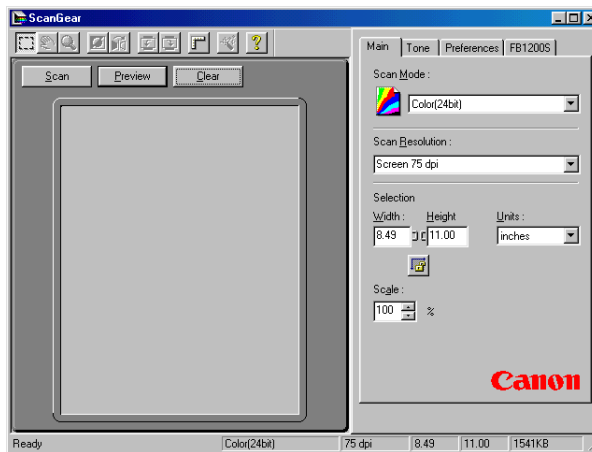 ScanGear
Scan Preview Clear
Main Tone Preferences FB1200S
Scan Mode :
Color(24bit)
Scan Resolution :
Screen 75 dpi
Selection
Width : Height Units :
8.49 11.00 inches
Scale :
100 %
Canon
Ready Color(24bit) 75 dpi 8.49 11.00 1541KB